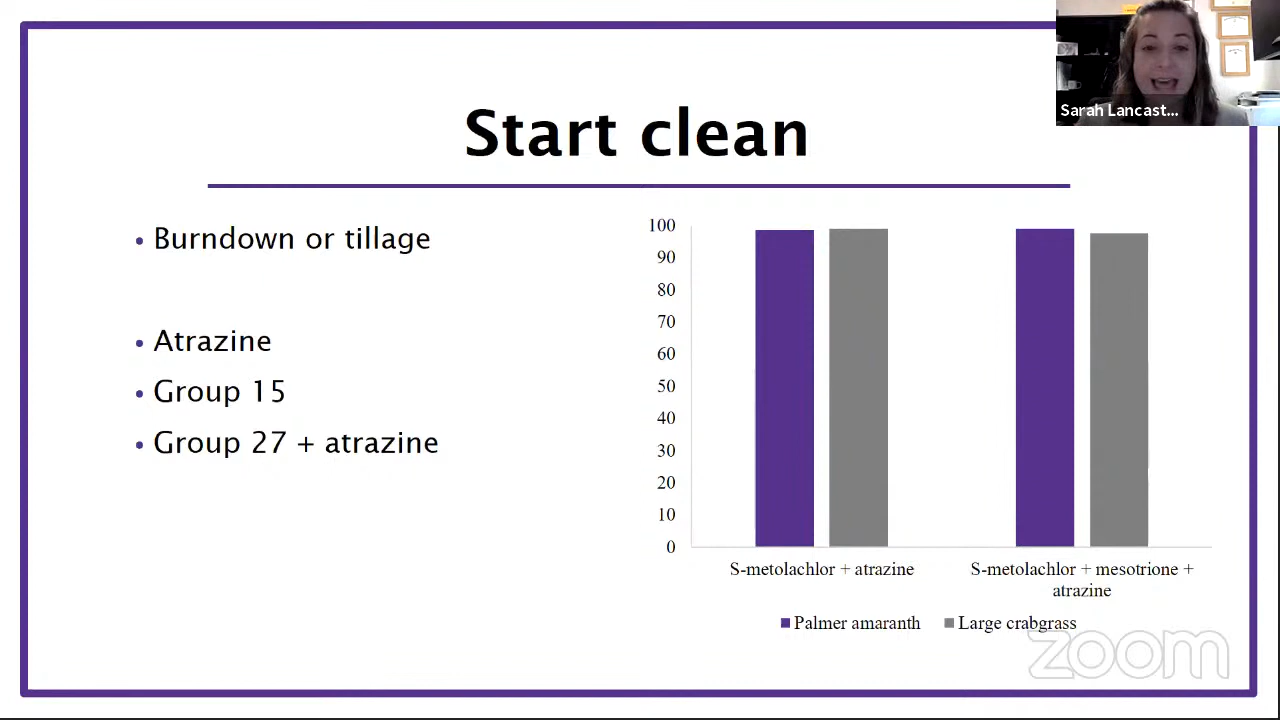 Start clean
Sarah Lancast...
• Burndown or tillage
• Atrazine
• Group 15
• Group 27 + atrazine
100
90
80
70
60
50
40
30
20
10
0
S-metolachlor + atrazine
S-metolachlor + mesotrione +
atrazine
Palmer amaranth
Large crabgrass
zoom